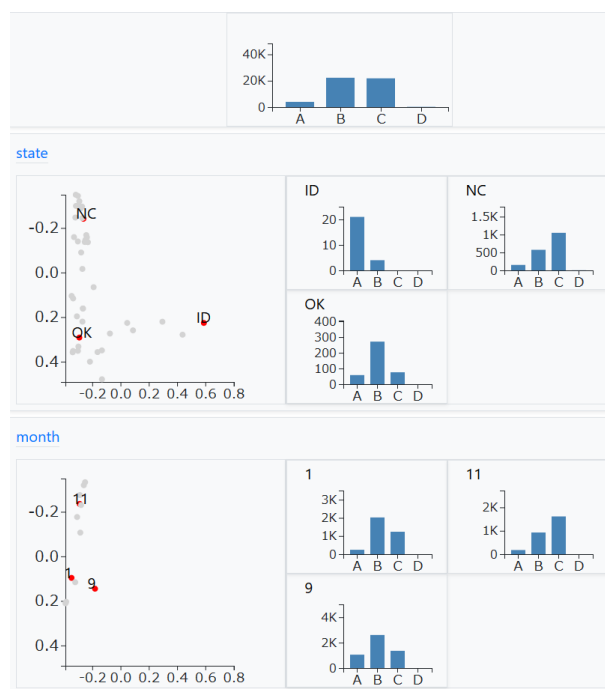 40K
20K
0
A B C D
state
-0.2
0.0
0.2
0.4
-0.2 0.0 0.2 0.4 0.6 0.8
NC
OK
ID
ID
20
10
0
A B C D
NC
1.5K
1K
500
0
A B C D
OK
400
300
200
100
0
A B C D
month
-0.2
0.0
0.2
0.4
-0.2 0.0 0.2 0.4 0.6 0.8
11
1
9
1
3K
2K
1K
0
A B C D
11
2K
1K
0
A B C D
9
4K
2K
0
A B C D